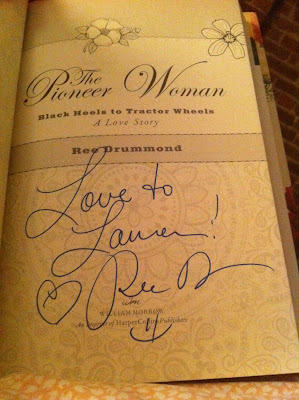 The
Pioneer Woman
Black Heels to Tractor Wheels
A Love Story
Ree Drummond
Love to
Lauren!
Ree D
WILLIAM MORROW
An Imprint of HarperCollinsPublishers